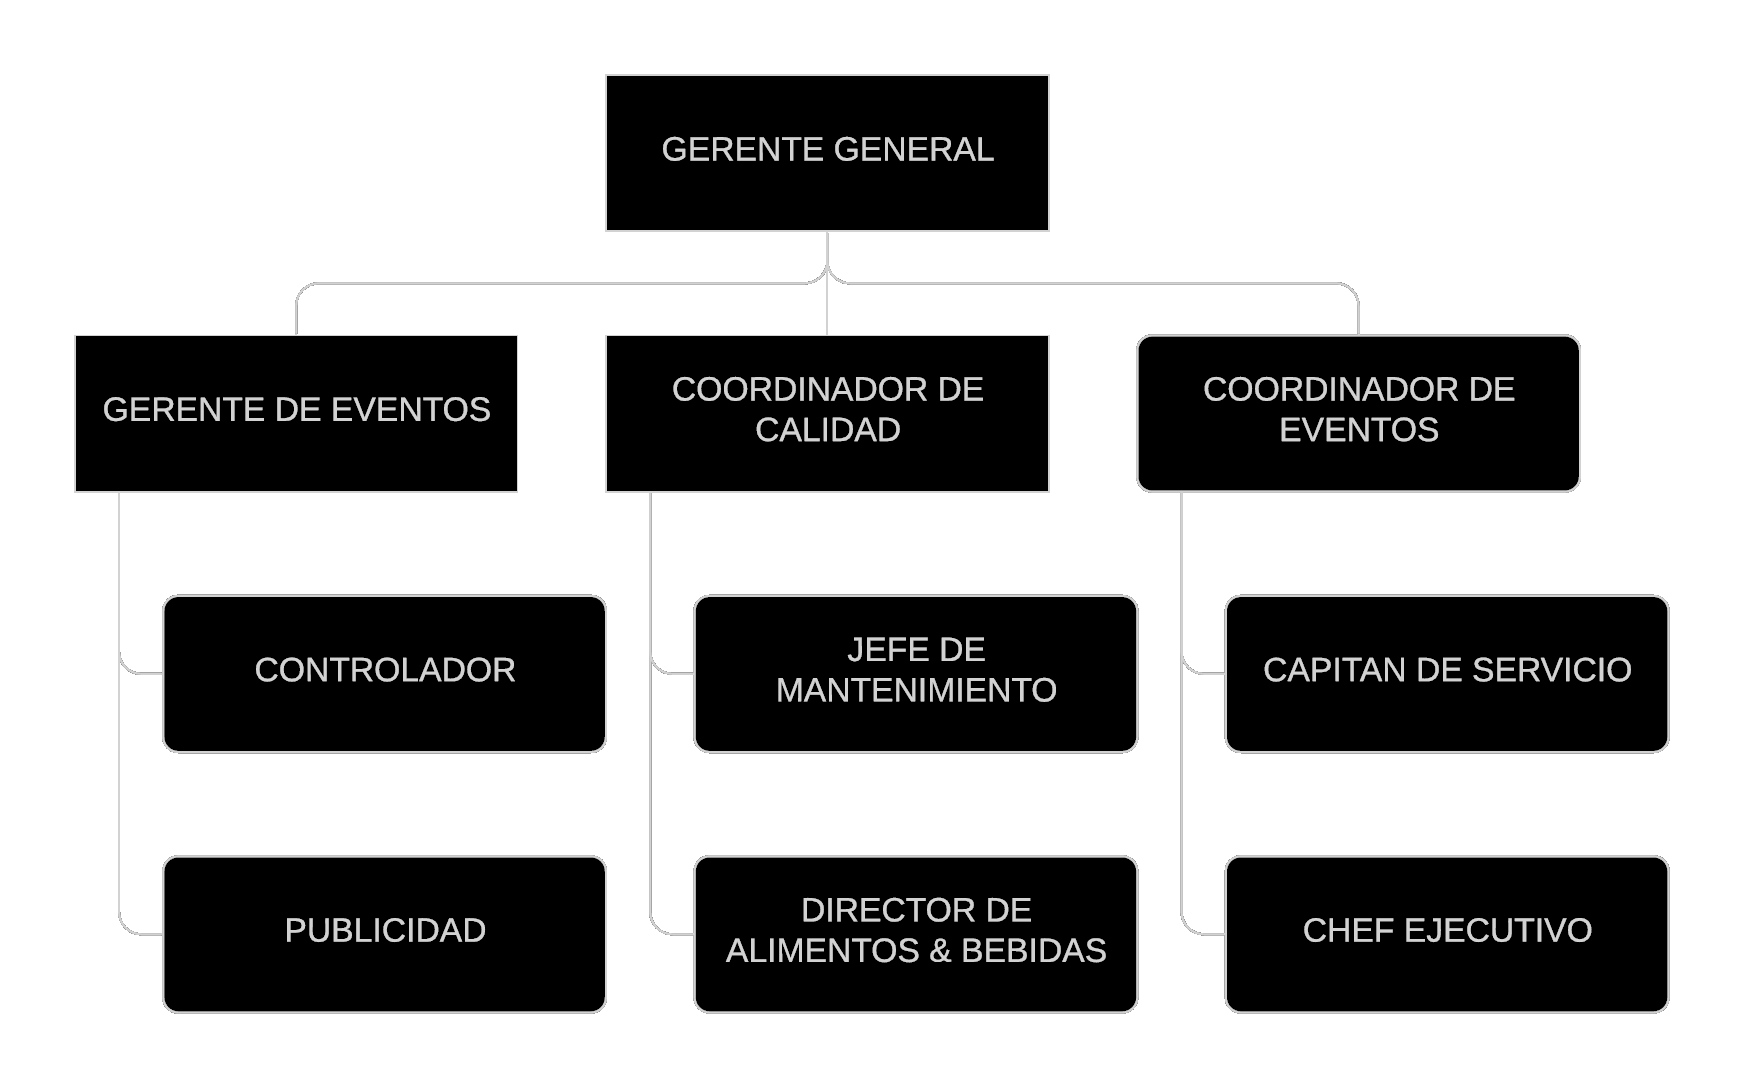 GERENTE GENERAL
GERENTE DE EVENTOS
COORDINADOR DE
CALIDAD
COORDINADOR DE
EVENTOS
CONTROLADOR
JEFE DE
MANTENIMIENTO
CAPITAN DE SERVICIO
PUBLICIDAD
DIRECTOR DE
ALIMENTOS & BEBIDAS
CHEF EJECUTIVO